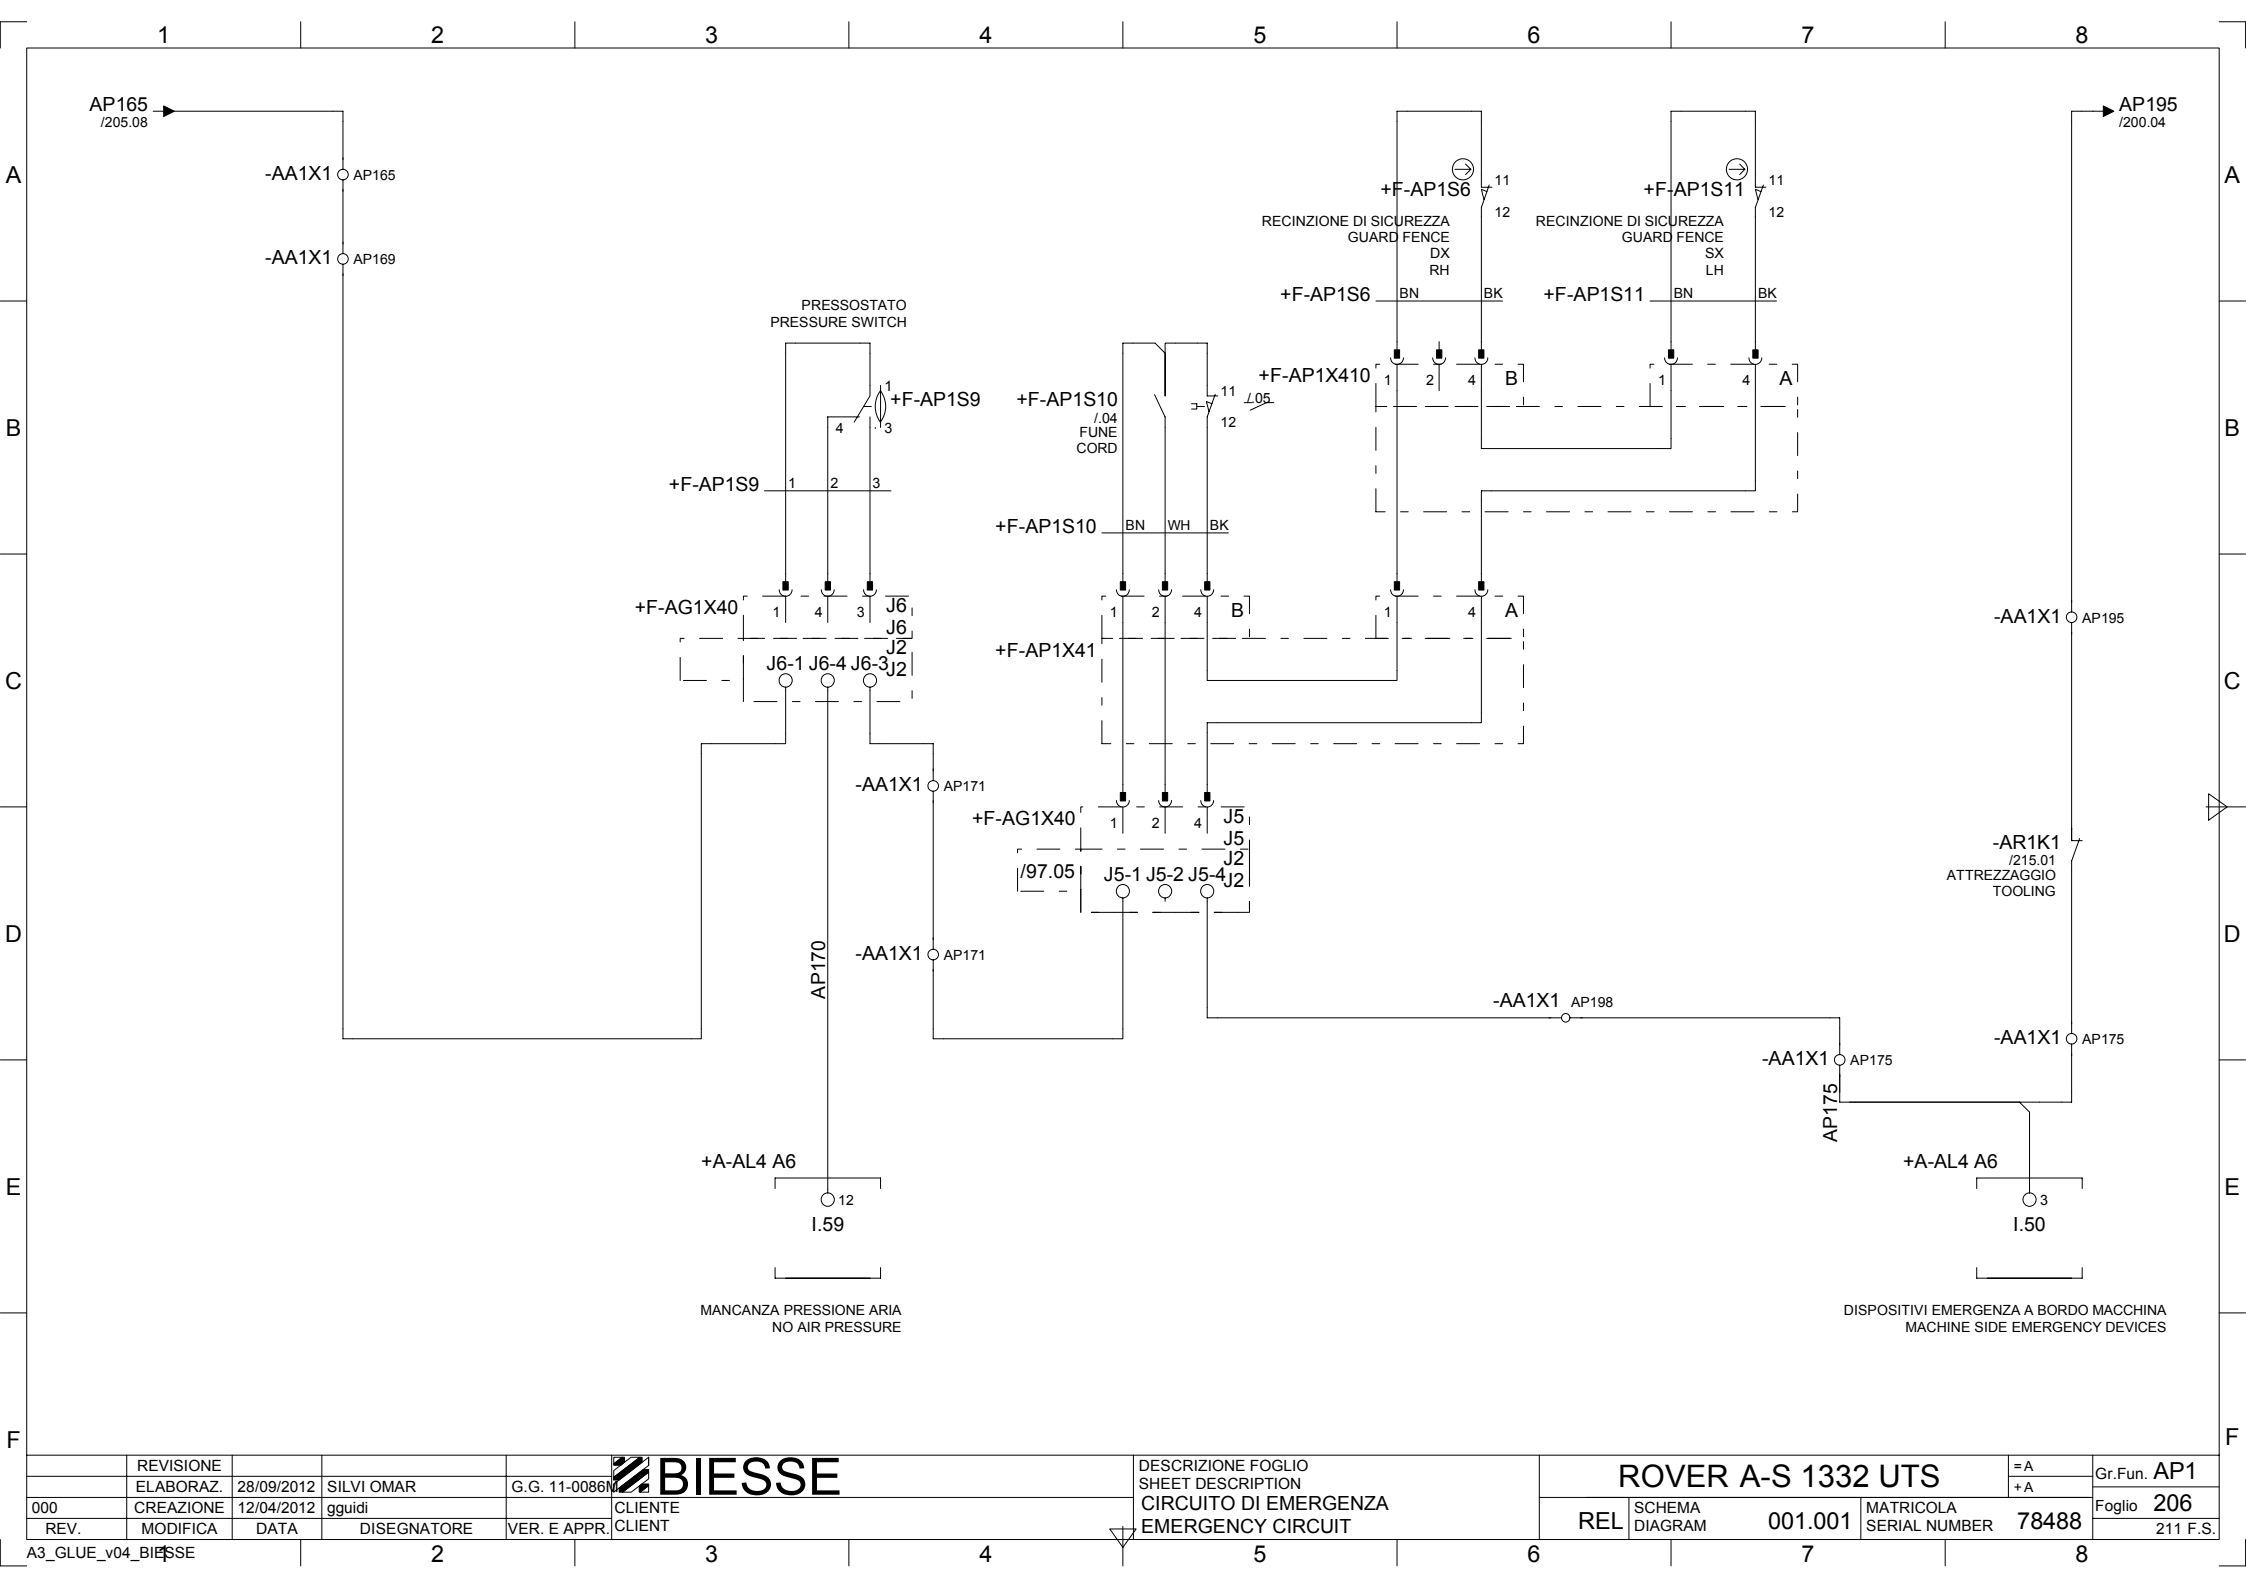 1 2 3 4 5 6 7 8
A
B
C
D
E
F
A
B
C
D
E
F
AP165
/205.08
-AA1X1 AP165
-AA1X1 AP169
PRESSOSTATO
PRESSURE SWITCH
1
+F-AP1S9
4 3
+F-AP1S9 1 2 3
+F-AG1X40 1 4 3 J6
J6
J2
J6-1 J6-4 J6-3 J2
-AA1X1 AP171
-AA1X1 AP171
AP170
+A-AL4 A6
12
I.59
MANCANZA PRESSIONE ARIA
NO AIR PRESSURE
+F-AP1S10
/.04
FUNE
CORD
11
12
/.05
+F-AP1S10 BN WH BK
1 2 4 B
+F-AP1X41
1 4 A
+F-AG1X40 1 2 4 J5
J5
J2
/97.05 J5-1 J5-2 J5-4 J2
+F-AP1S6 11
12
RECINZIONE DI SICUREZZA
GUARD FENCE
DX
RH
+F-AP1S6 BN BK
+F-AP1S11 11
12
RECINZIONE DI SICUREZZA
GUARD FENCE
SX
LH
+F-AP1S11 BN BK
+F-AP1X410 1 2 4 B
1 4 A
AP195
/200.04
-AA1X1 AP195
-AR1K1
/215.01
ATTREZZAGGIO
TOOLING
-AA1X1 AP198
-AA1X1 AP175
-AA1X1 AP175
AP175
+A-AL4 A6
3
I.50
DISPOSITIVI EMERGENZA A BORDO MACCHINA
MACHINE SIDE EMERGENCY DEVICES
REVISIONE
ELABORAZ. 28/09/2012 SILVI OMAR G.G. 11-0086M
000 CREAZIONE 12/04/2012 gguidi
REV. MODIFICA DATA DISEGNATORE VER. E APPR.
BIESSE
CLIENTE
CLIENT
DESCRIZIONE FOGLIO
SHEET DESCRIPTION
CIRCUITO DI EMERGENZA
EMERGENCY CIRCUIT
ROVER A-S 1332 UTS
REL SCHEMA
DIAGRAM 001.001
MATRICOLA
SERIAL NUMBER 78488
=A
+A
Gr.Fun. AP1
Foglio 206
211 F.S.
A3_GLUE_v04_BIESSE
1 2 3 4 5 6 7 8